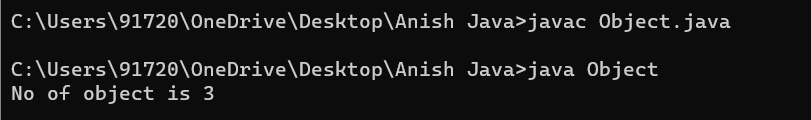 C:\Users\91720\OneDrive\Desktop\Anish Java>javac Object.java
C:\Users\91720\OneDrive\Desktop\Anish Java>java Object
No of object is 3